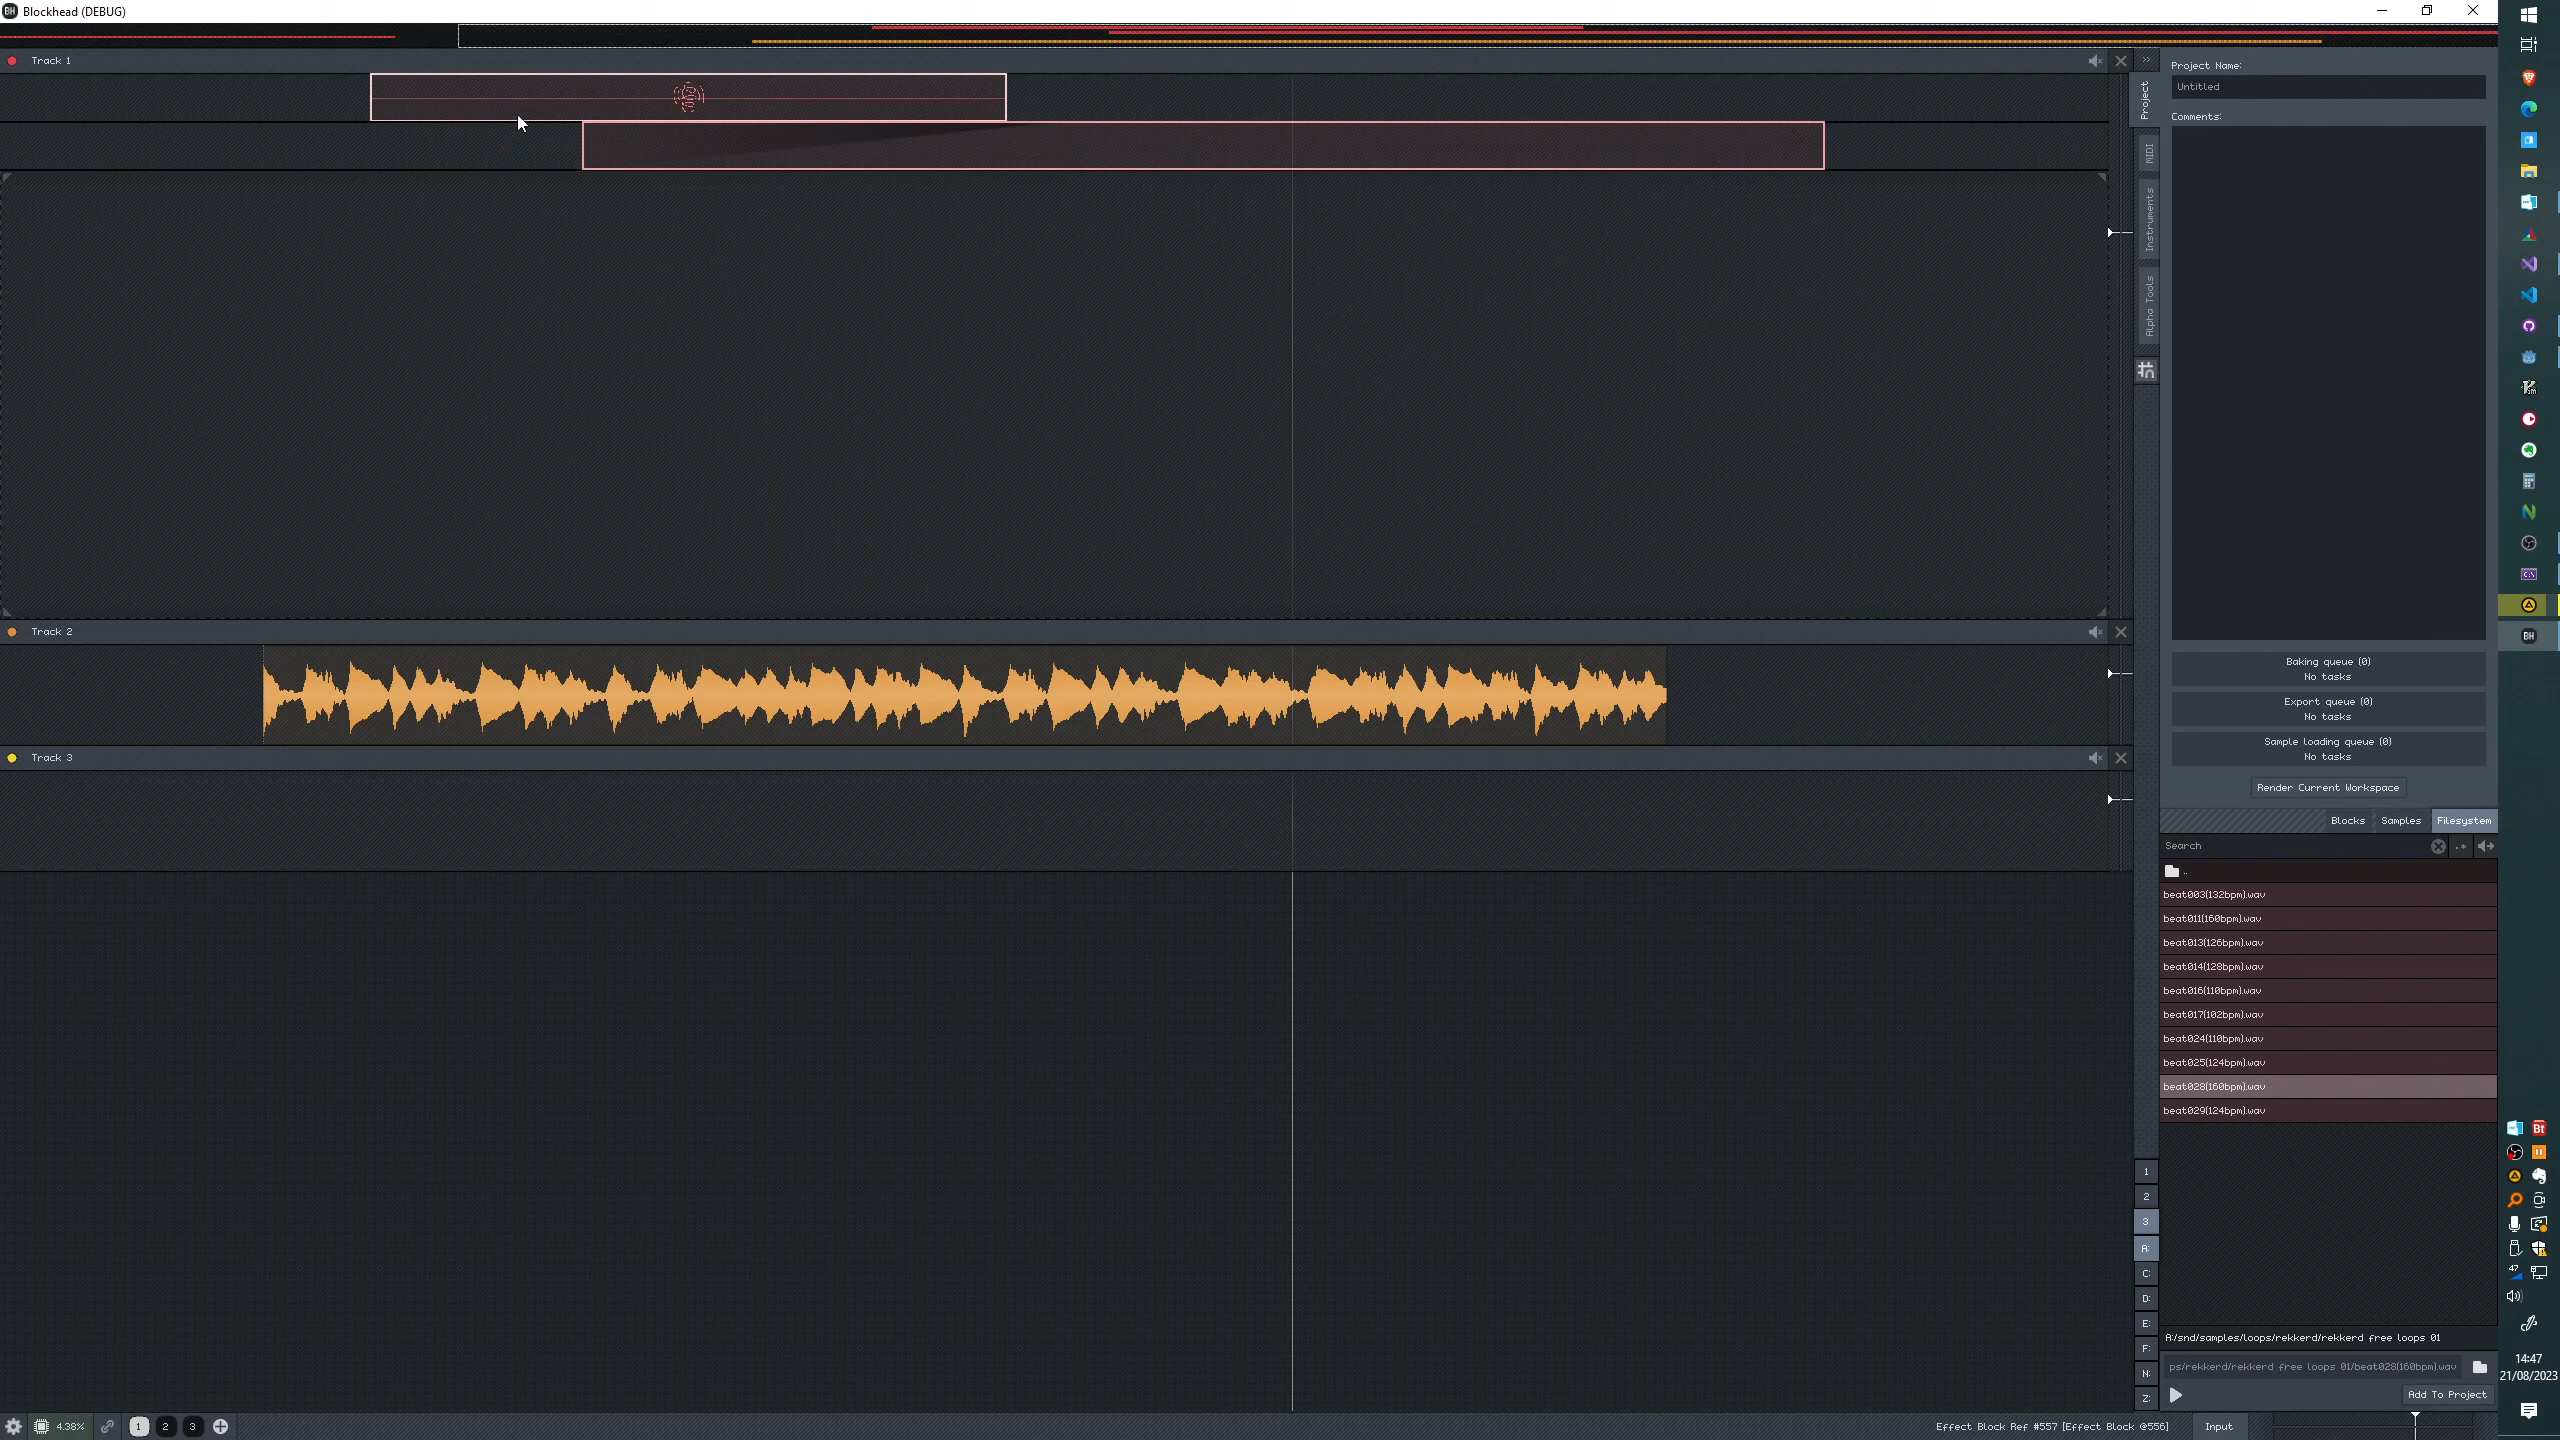 BH Blockhead (DEBUG)
Track 1
Track 2
Track 3
»
Project
MIDI
Instruments
Alpha Tools
Project Name:
Untitled
Comments:
Baking queue (0)
No tasks
Export queue (0)
No tasks
Sample loading queue (0)
No tasks
Render Current Workspace
Blocks Samples Filesystem
Search .*
..
beat003(132bpm).wav
beat011(160bpm).wav
beat013(126bpm).wav
beat014(128bpm).wav
beat016(110bpm).wav
beat017(102bpm).wav
beat024(110bpm).wav
beat025(124bpm).wav
beat028(160bpm).wav
beat029(124bpm).wav
1
2
3
A:
C:
D:
E:
F:
N:
Z:
A:/snd/samples/loops/rekkerd/rekkerd free loops 01
ps/rekkerd/rekkerd free loops 01/beat028(160bpm).wav
Add To Project
4.38% 1 2 3
Effect Block Ref #557 [Effect Block @556] Input
BH
Bt
47
14:47
21/08/2023